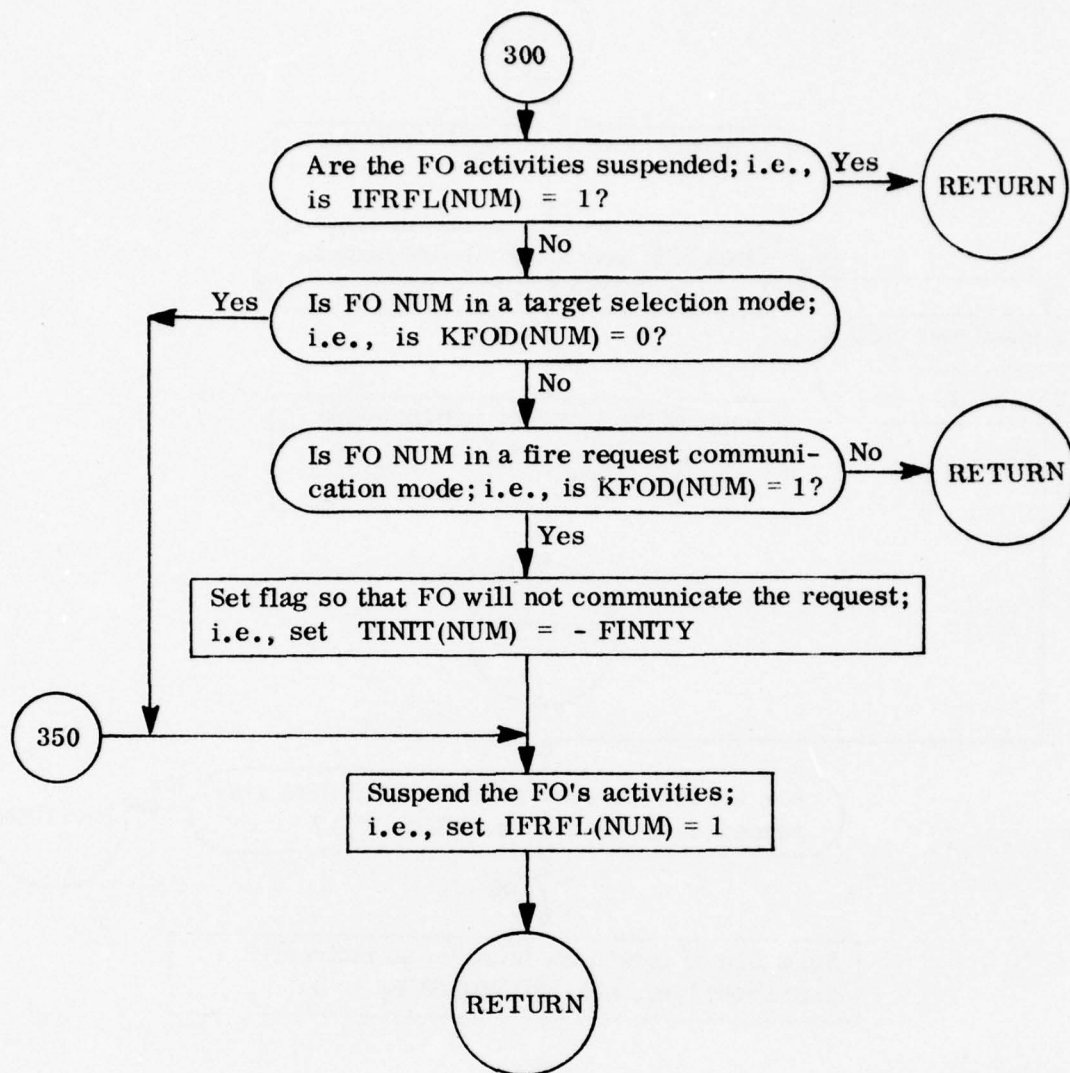 300
Are the FO activities suspended; i.e.,
is IFRFL(NUM) = 1?
Yes
RETURN
No
Yes
Is FO NUM in a target selection mode;
i.e., is KFOD(NUM) = 0?
No
Is FO NUM in a fire request communi-
cation mode; i.e., is KFOD(NUM) = 1?
No
RETURN
Yes
Set flag so that FO will not communicate the request;
i.e., set TINIT(NUM) = - FINITY
350
Suspend the FO's activities;
i.e., set IFRFL(NUM) = 1
RETURN